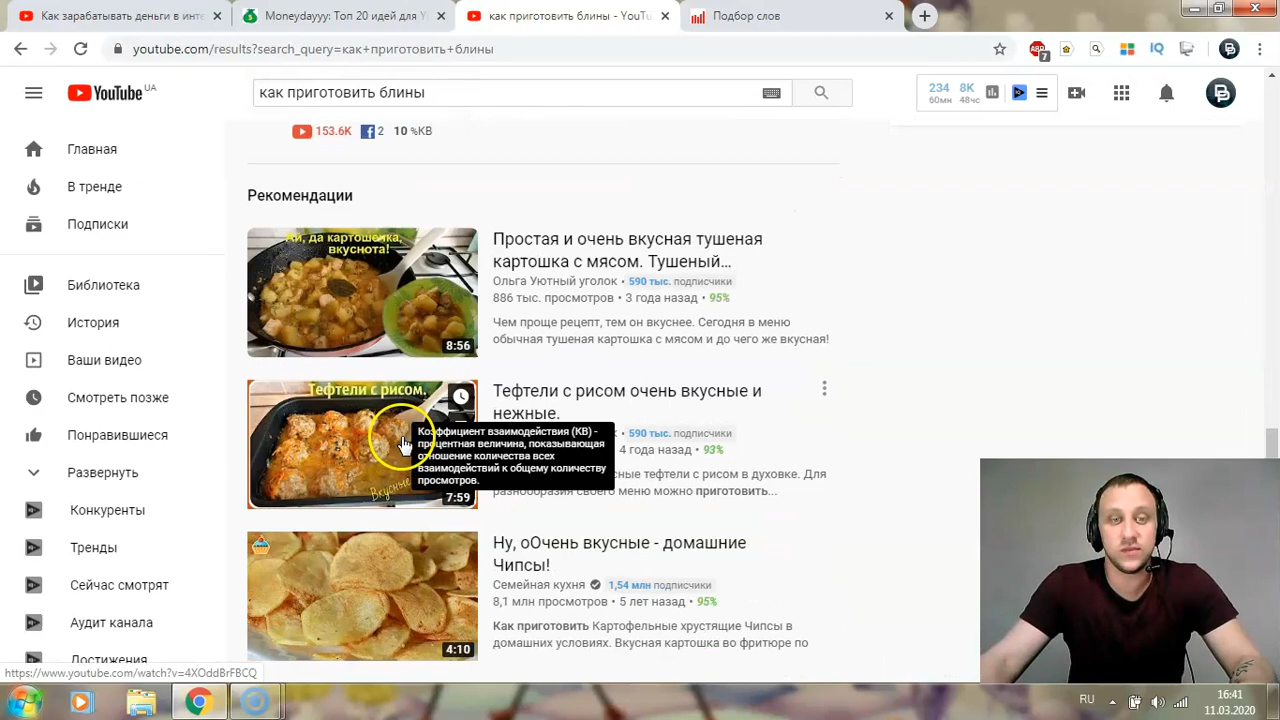 Как зарабатывать деньги в инте
Moneydayyy: Топ 20 идей для Y
как приготовить блины - YouTu
Подбор слов
youtube.com/results?search_query=как+приготовить+блины
7
YouTube UA
как приготовить блины
234 8K
60мн 48чс
Главная
В тренде
Подписки
Библиотека
История
Ваши видео
Смотреть позже
Понравившиеся
Развернуть
Конкуренты
Тренды
Сейчас смотрят
Аудит канала
Достижения
153.6K 2 10 %КВ
Рекомендации
Ай, да картошечка,
вкуснота!
8:56
Простая и очень вкусная тушеная
картошка с мясом. Тушеный...
Ольга Уютный уголок • 590 тыс. подписчики
886 тыс. просмотров • 3 года назад • 95%
Чем проще рецепт, тем он вкуснее. Сегодня в меню
обычная тушеная картошка с мясом и до чего же вкусная!
Тефтели с рисом.
Вкусные
7:59
Тефтели с рисом очень вкусные и
нежные.
590 тыс. подписчики
4 года назад • 93%
вкусные тефтели с рисом в духовке. Для
разнообразия своего меню можно приготовить...
Коэффициент взаимодействия (КВ) -
процентная величина, показывающая
отношение количества всех
взаимодействий к общему количеству
просмотров.
4:10
Ну, оОчень вкусные - домашние
Чипсы!
Семейная кухня 1,54 млн подписчики
8,1 млн просмотров • 5 лет назад • 95%
Как приготовить Картофельные хрустящие Чипсы в
домашних условиях. Вкусная картошка во фритюре по
https://www.youtube.com/watch?v=4XOddBrFBCQ
RU
16:41
11.03.2020